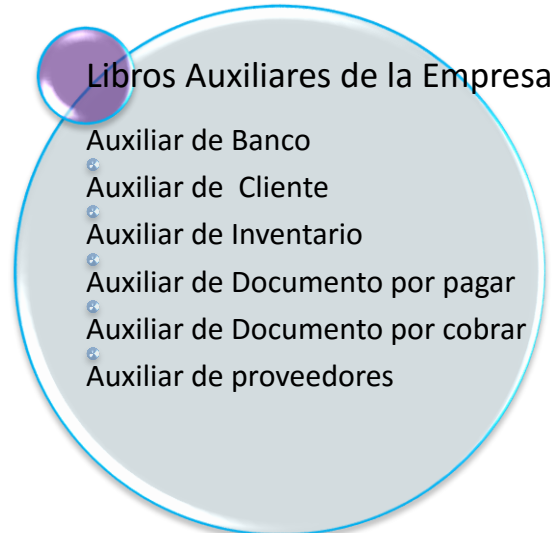 Libros Auxiliares de la Empresa
Auxiliar de Banco
Auxiliar de  Cliente
Auxiliar de Inventario
Auxiliar de Documento por pagar
Auxiliar de Documento por cobrar
Auxiliar de proveedores